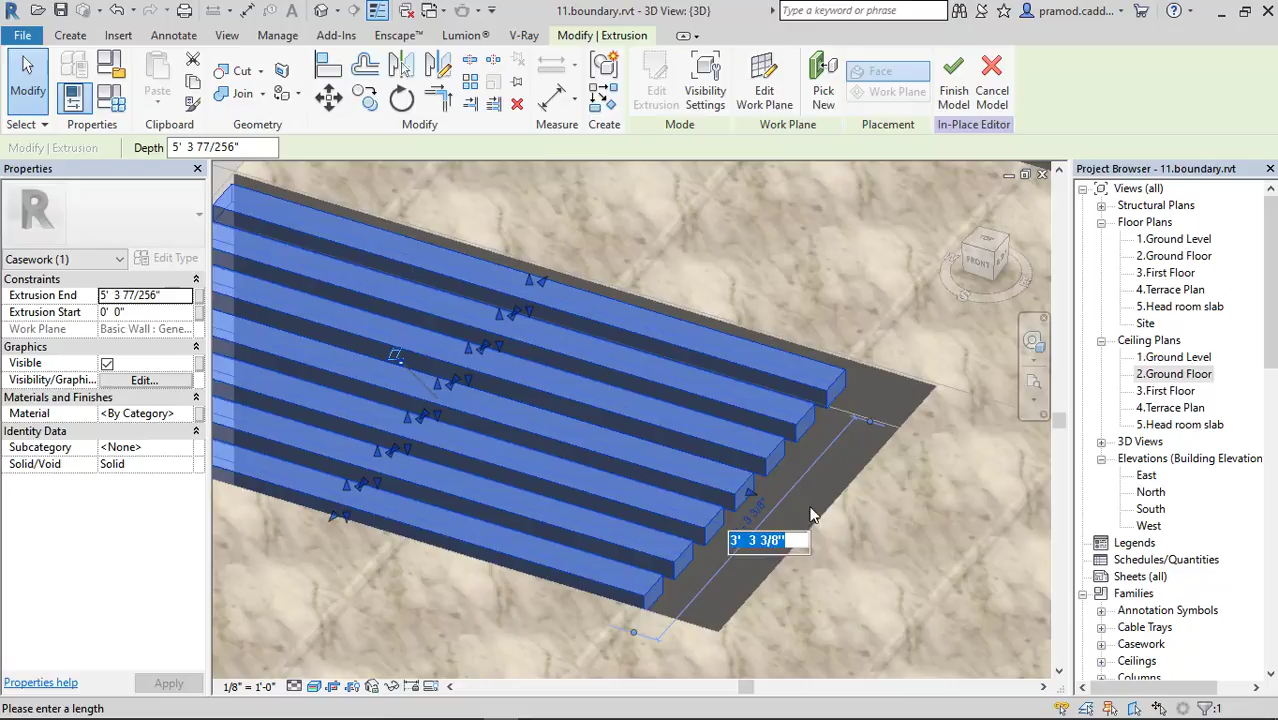 11.boundary.rvt - 3D View: {3D}
Type a keyword or phrase
pramod.cadd...
File
Create
Insert
Annotate
View
Manage
Add-Ins
Enscape™
Lumion®
V-Ray
Modify | Extrusion
Modify
Paste
Cut
Join
Edit Extrusion
Visibility Settings
Edit Work Plane
Pick New
Face
Work Plane
Finish Model
Cancel Model
Select
Properties
Clipboard
Geometry
Modify
Measure
Create
Mode
Work Plane
Placement
In-Place Editor
Modify | Extrusion
Depth
5' 3 77/256"
Properties
Casework (1)
Edit Type
Constraints
Extrusion End
5' 3 77/256"
Extrusion Start
0' 0"
Work Plane
Basic Wall : Gene...
Graphics
Visible
Visibility/Graphi...
Edit...
Materials and Finishes
Material
<By Category>
Identity Data
Subcategory
<None>
Solid/Void
Solid
Properties help
Apply
TOP
FRONT
3' 3 3/8"
1/8" = 1'-0"
Project Browser - 11.boundary.rvt
Views (all)
Structural Plans
Floor Plans
1.Ground Level
2.Ground Floor
3.First Floor
4.Terrace Plan
5.Head room slab
Site
Ceiling Plans
1.Ground Level
2.Ground Floor
3.First Floor
4.Terrace Plan
5.Head room slab
3D Views
Elevations (Building Elevation
East
North
South
West
Legends
Schedules/Quantities
Sheets (all)
Families
Annotation Symbols
Cable Trays
Casework
Ceilings
Columns
Please enter a length
:1